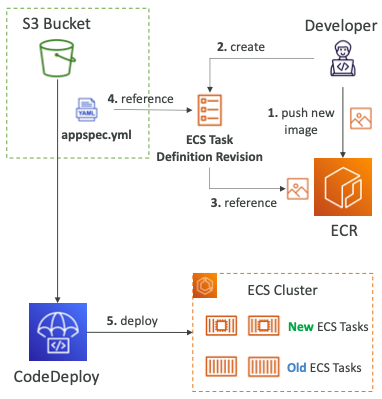 S3 Bucket
Developer
2. create
4. reference
1. push new
image
YAML
appspec.yml
ECS Task
Definition Revision
3. reference
ECR
ECS Cluster
5. deploy
New ECS Tasks
Old ECS Tasks
CodeDeploy